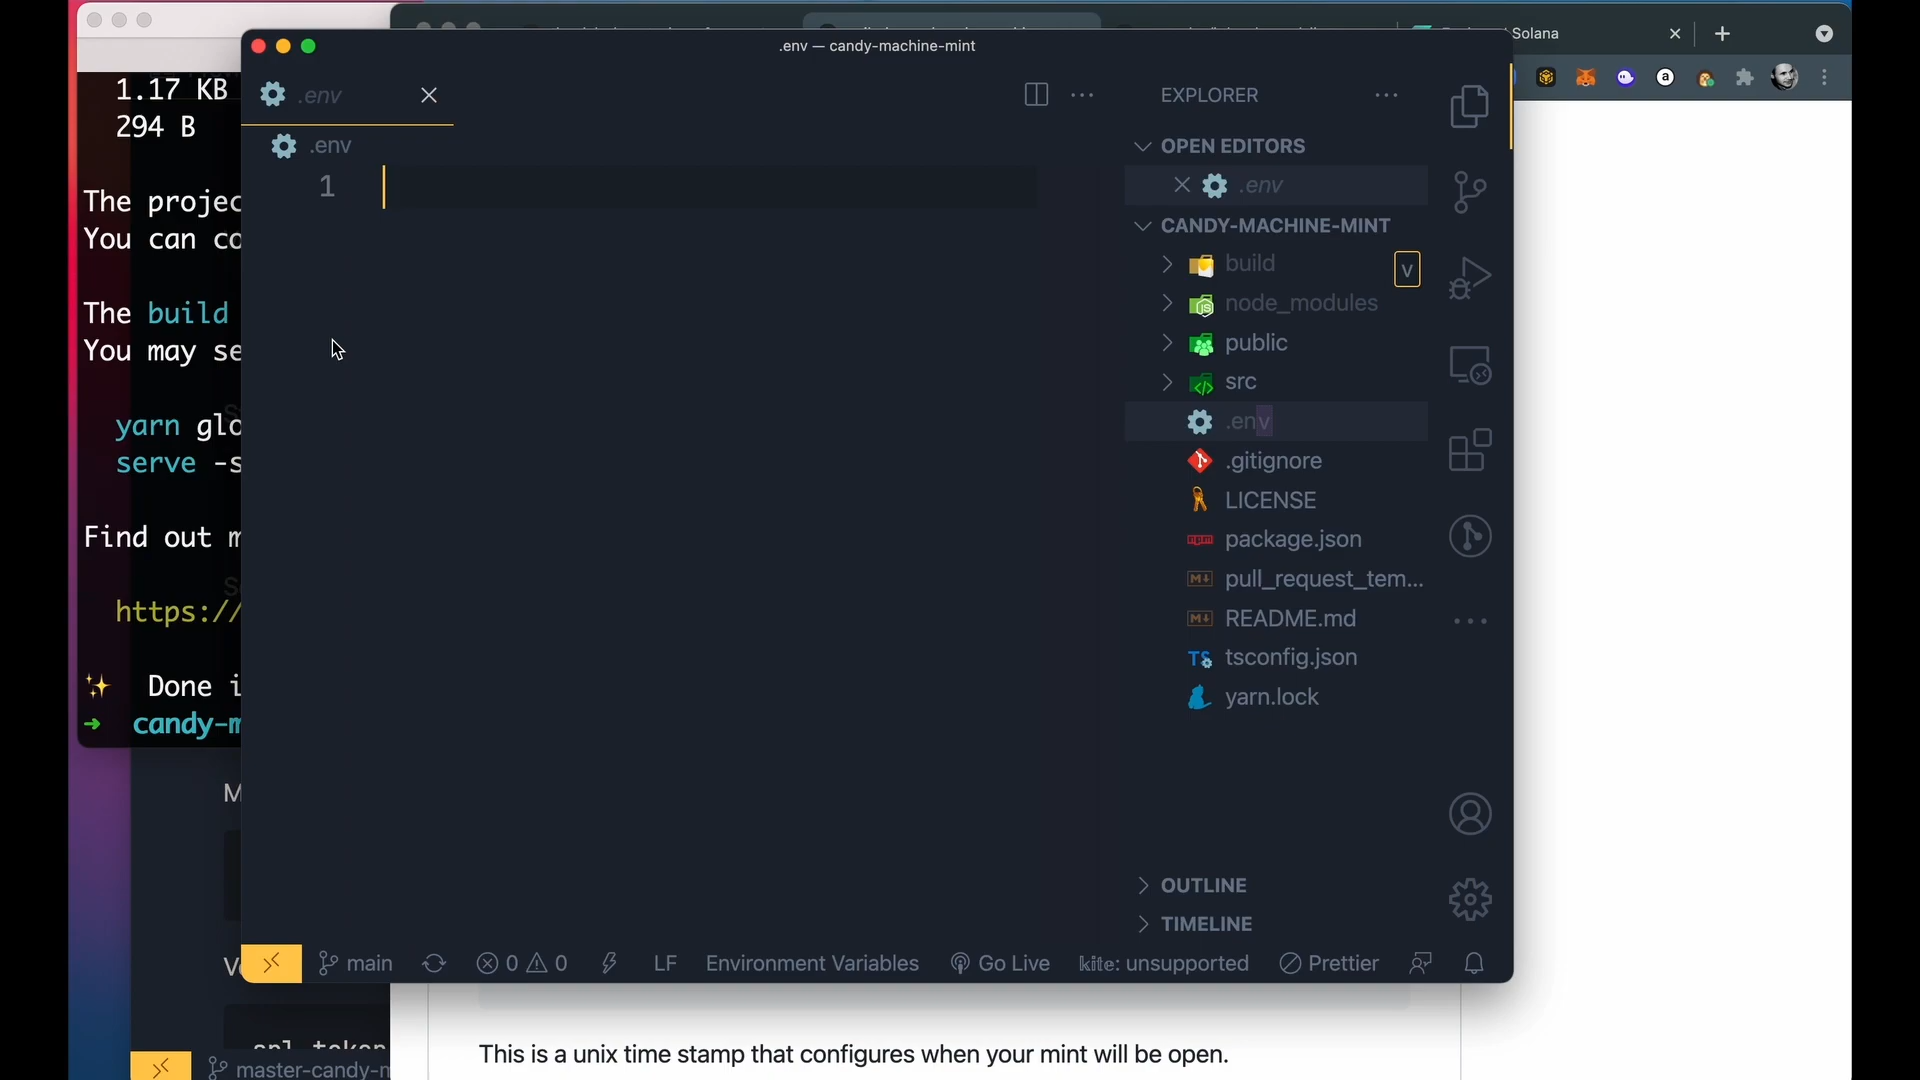 Solana
.env — candy-machine-mint
1.17 KB
294 B
The projec
You can co
The build
You may se
yarn glo
serve -s
Find out m
https://
Done i
candy-m
.env
.env
1
EXPLORER
OPEN EDITORS
.env
CANDY-MACHINE-MINT
build
v
node_modules
public
src
.env
.gitignore
LICENSE
package.json
pull_request_tem...
README.md
tsconfig.json
yarn.lock
OUTLINE
TIMELINE
main
0
0
LF
Environment Variables
Go Live
kite: unsupported
Prettier
master-candy-m
This is a unix time stamp that configures when your mint will be open.